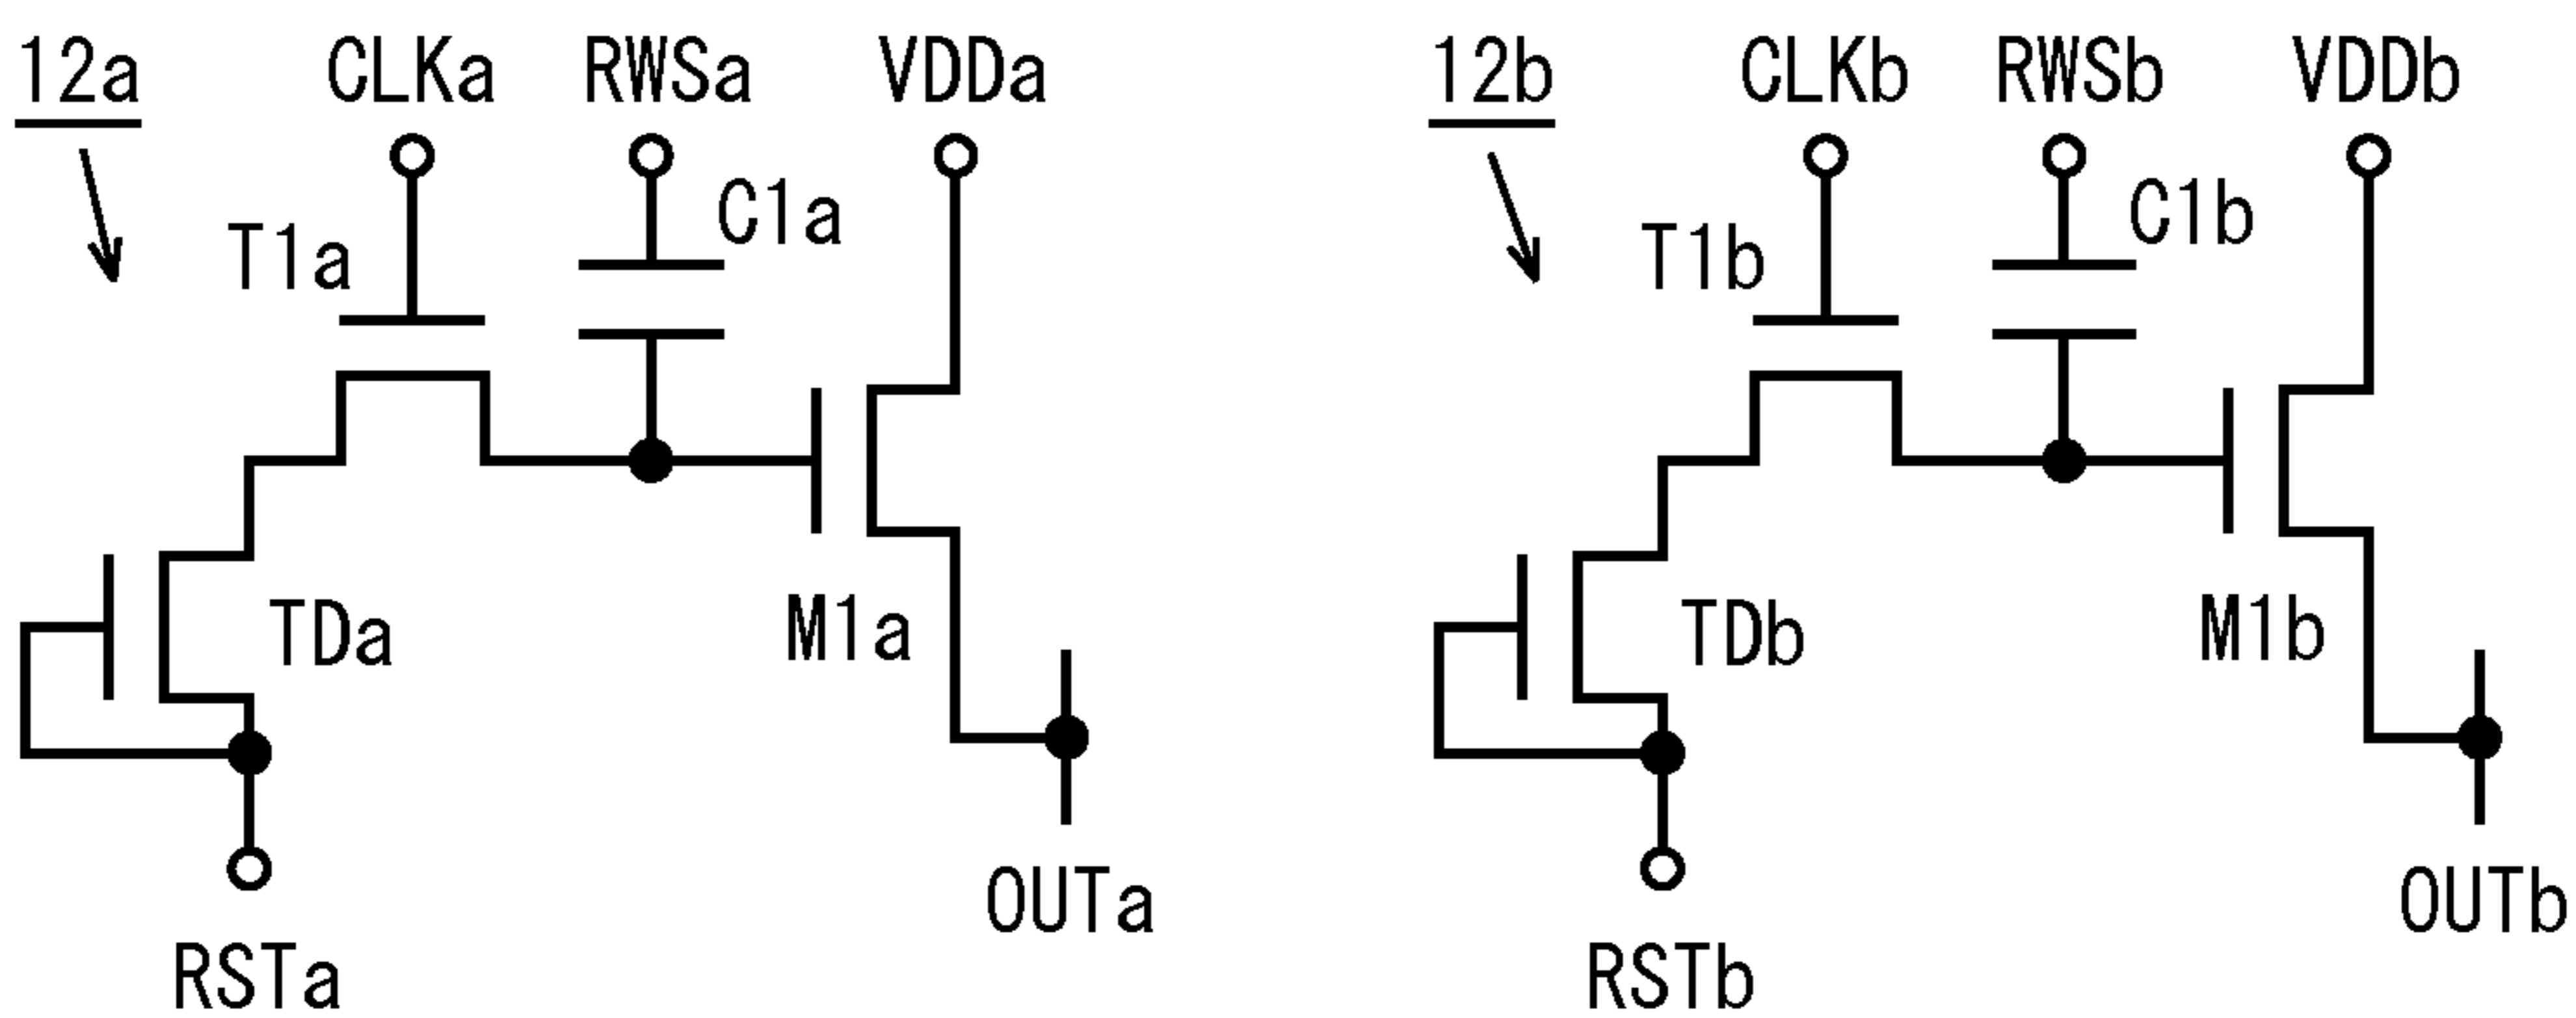 12a CLKa RWSa VDDa
C1a
T1a
TDa M1a
OUTa
RSTa
12b CLKb RWSb VDDb
C1b
T1b
TDb M1b
OUTb
RSTb